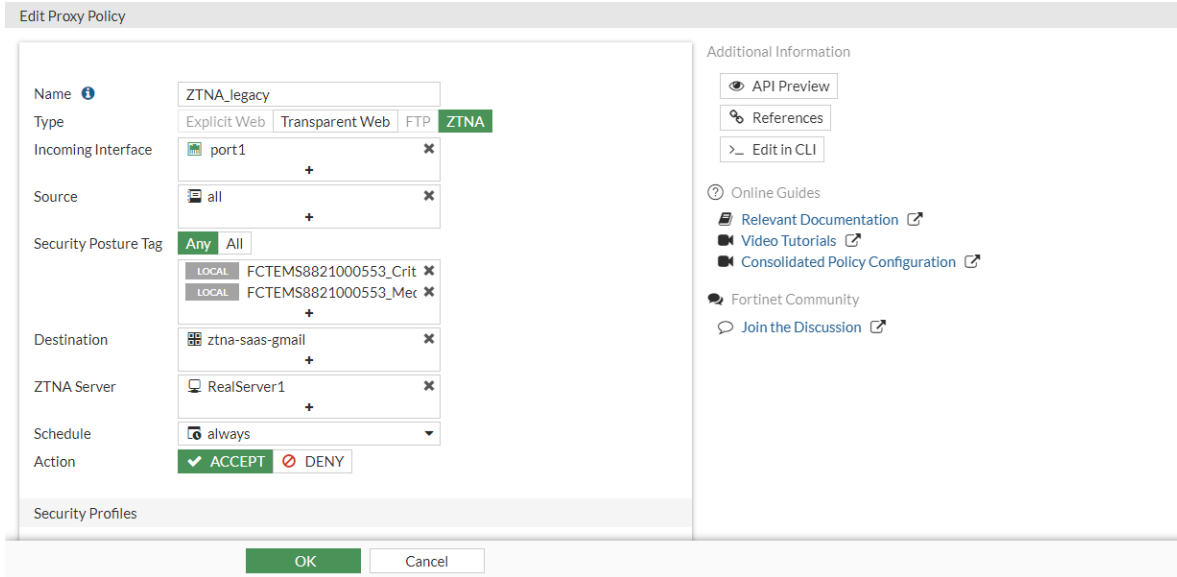 Edit Proxy Policy
Name
ZTNA_legacy
Type
Explicit Web Transparent Web FTP ZTNA
Incoming Interface
port1
+
Source
all
+
Security Posture Tag
Any All
LOCAL FCTEMS8821000553_Crit
LOCAL FCTEMS8821000553_Mec
+
Destination
ztna-saas-gmail
+
ZTNA Server
RealServer1
+
Schedule
always
Action
ACCEPT DENY
Security Profiles
OK Cancel
Additional Information
API Preview
References
>_ Edit in CLI
Online Guides
Relevant Documentation
Video Tutorials
Consolidated Policy Configuration
Fortinet Community
Join the Discussion